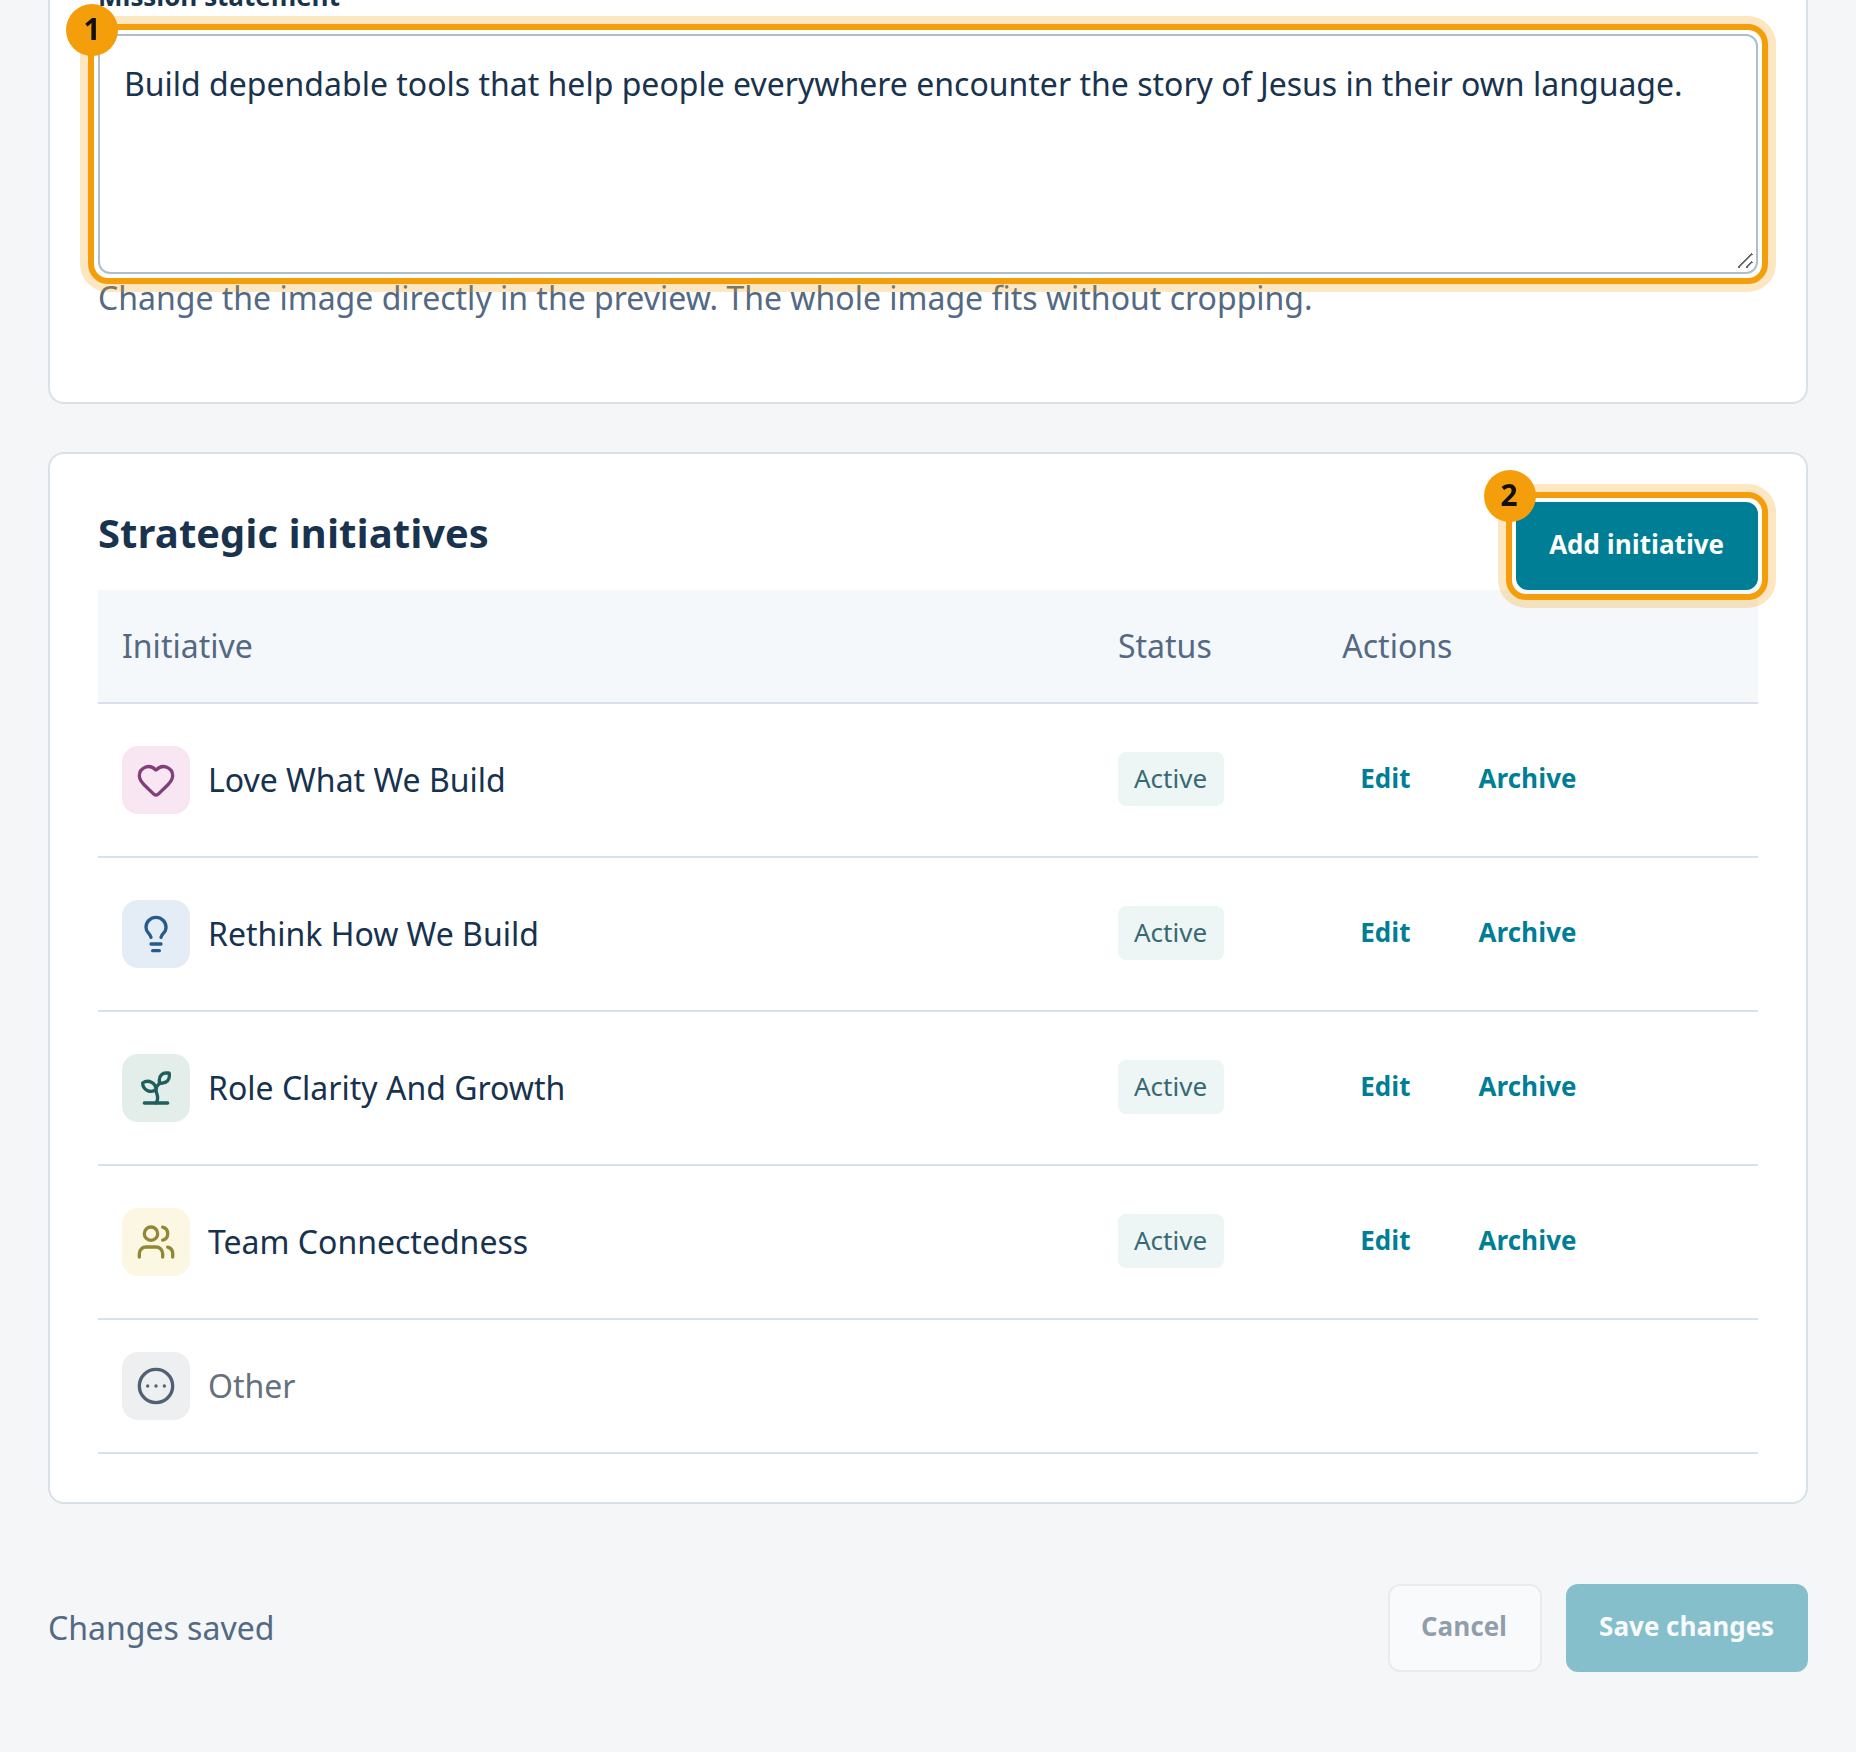 Mission statement
1
Build dependable tools that help people everywhere encounter the story of Jesus in their own language.
Change the image directly in the preview. The whole image fits without cropping.
2
Strategic initiatives
Add initiative
Initiative Status Actions
Love What We Build Active Edit Archive
Rethink How We Build Active Edit Archive
Role Clarity And Growth Active Edit Archive
Team Connectedness Active Edit Archive
Other
Changes saved Cancel Save changes